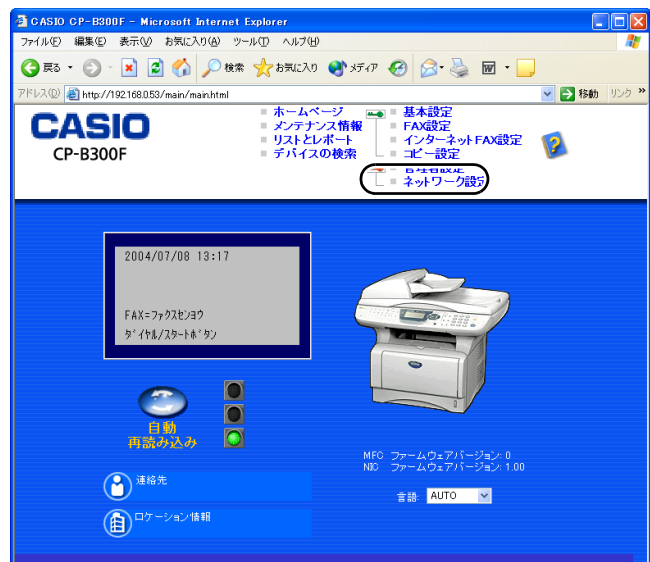 CASIO CP-B300F - Microsoft Internet Explorer
ファイル(F) 編集(E) 表示(V) お気に入り(A) ツール(T) ヘルプ(H)
戻る 検索 お気に入り メディア
アドレス(D) http://192.168.0.53/main/main.html 移動 リンク »
CASIO
CP-B300F
ホームページ
メンテナンス情報
リストとレポート
デバイスの検索
基本設定
FAX設定
インターネットFAX設定
コピー設定
管理者設定
ネットワーク設定
2004/07/08 13:17
FAX=ファクスセンヨウ
ダイヤル/スタートボタン
自動
再読み込み
MFC ファームウェアバージョン: 0
NIC ファームウェアバージョン: 1.00
連絡先
言語: AUTO
ロケーション情報